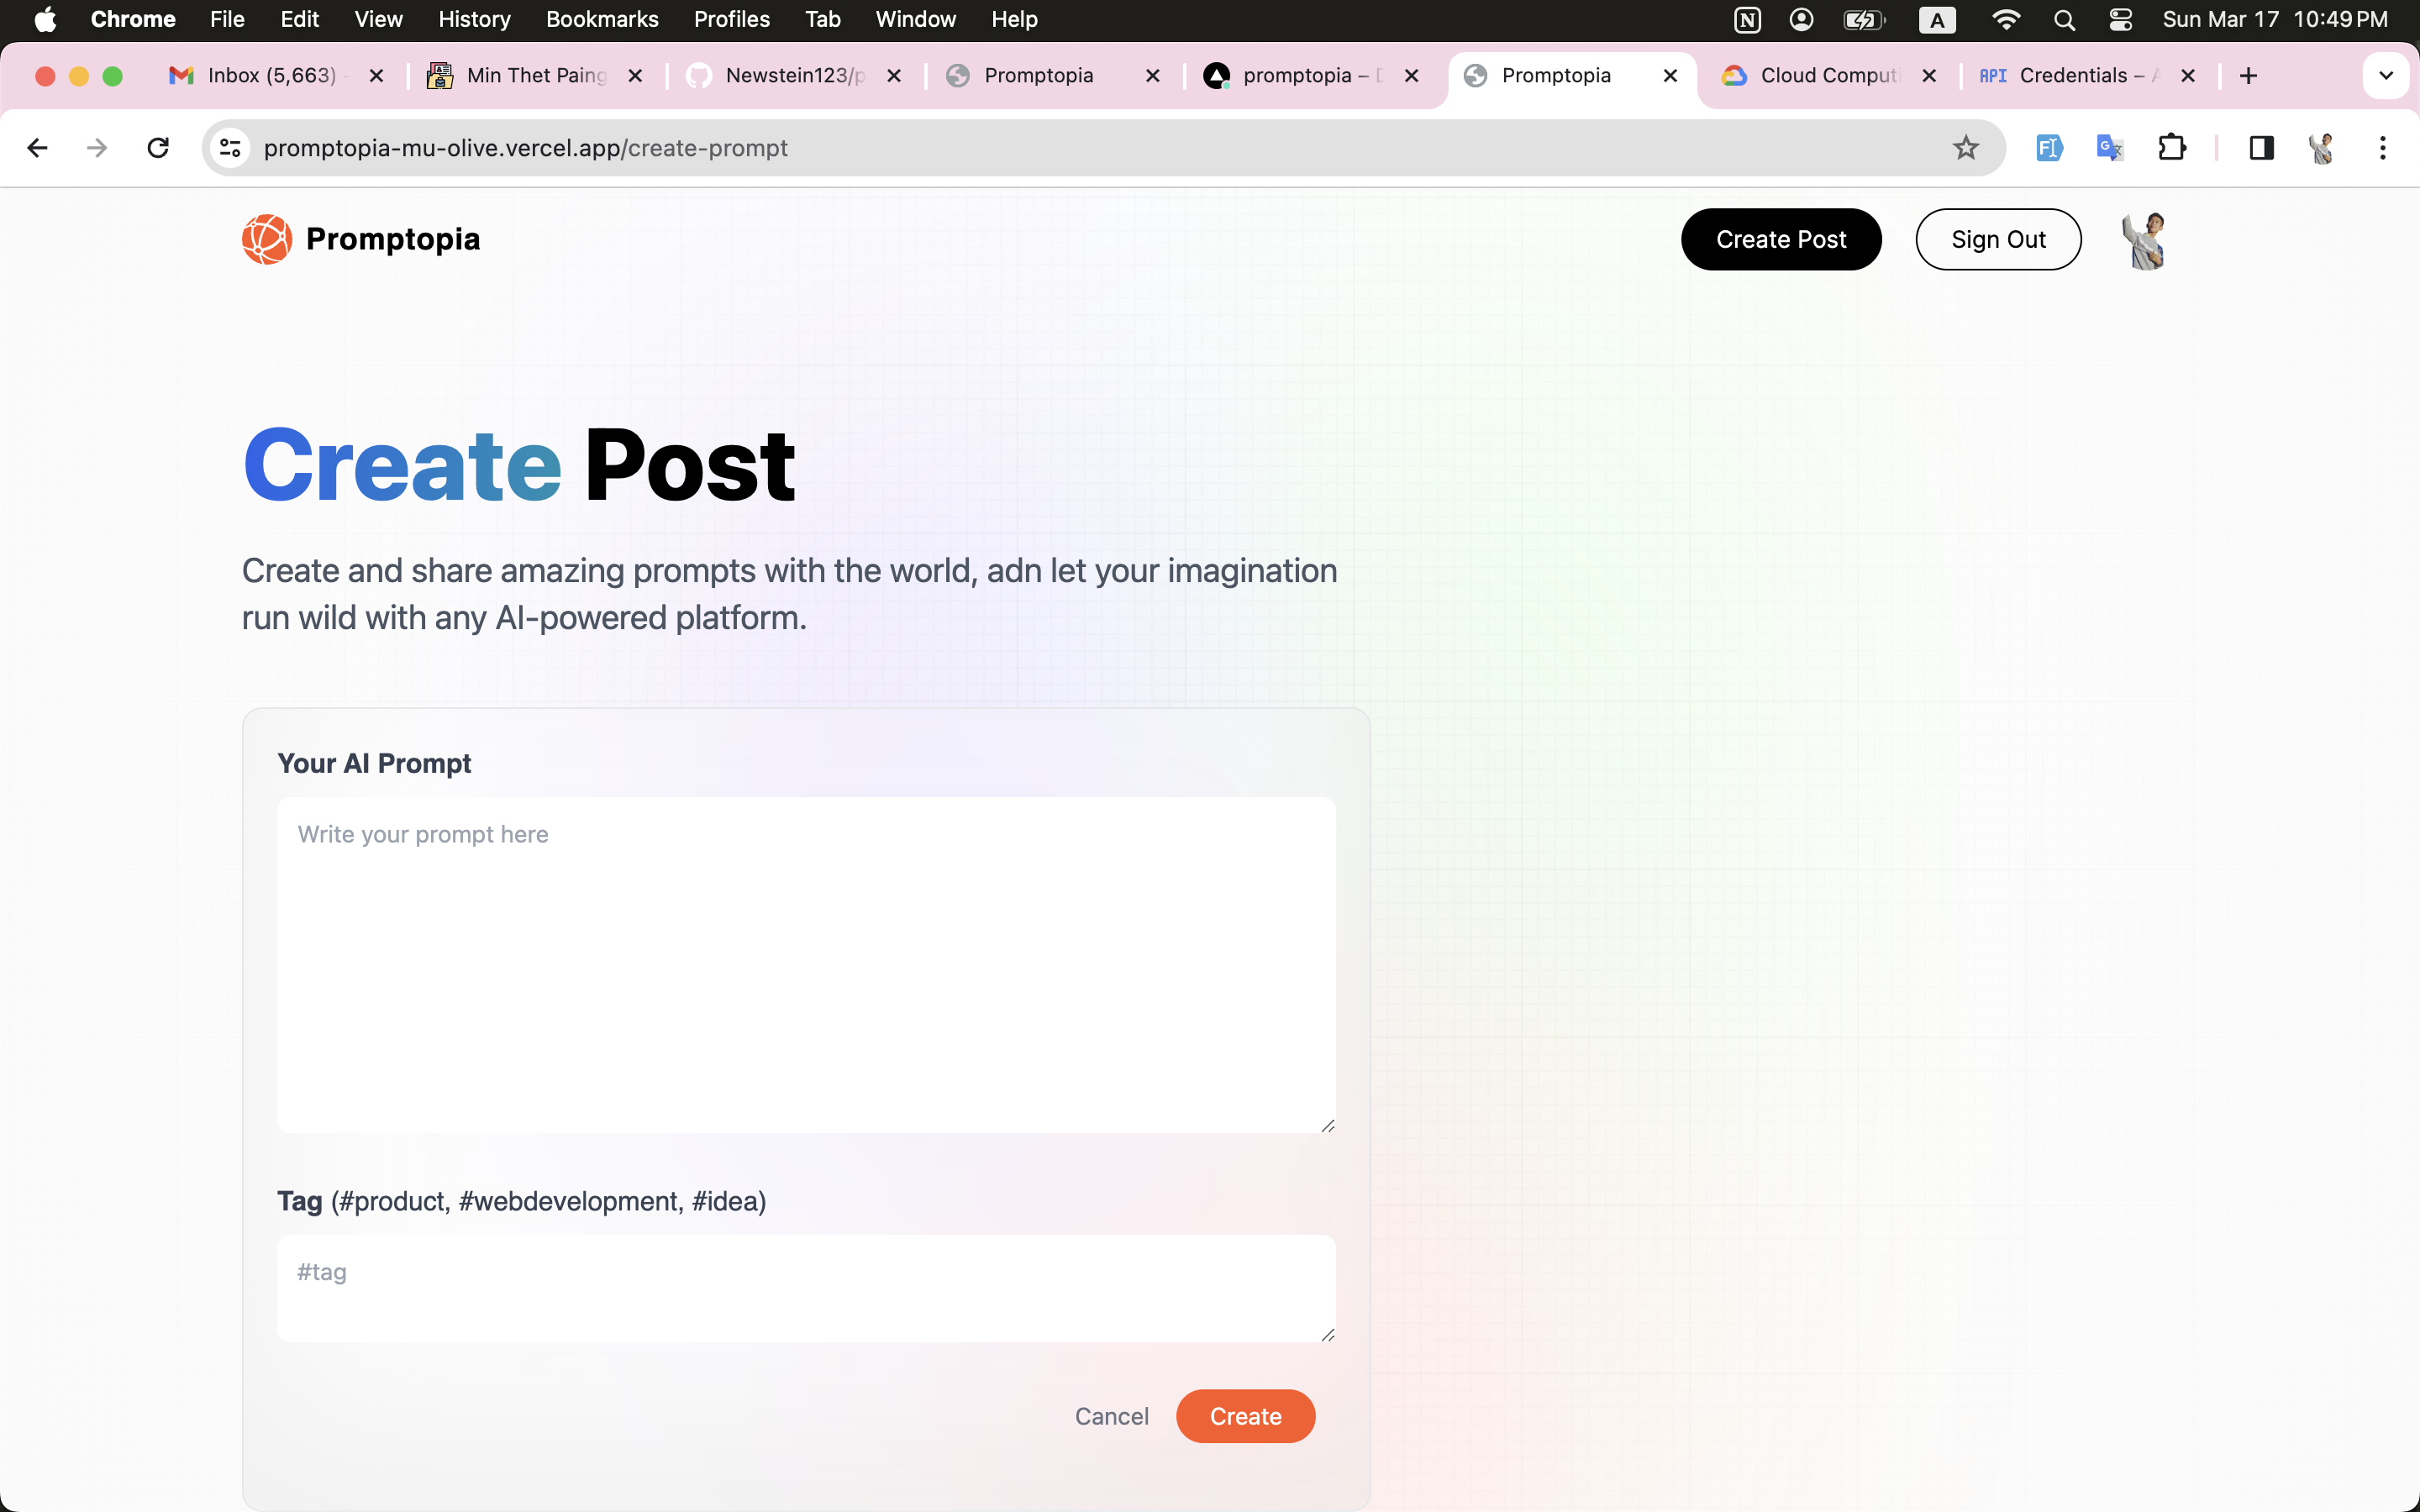 Chrome File Edit View History Bookmarks Profiles Tab Window Help N A Sun Mar 17 10:49 PM
Inbox (5,663) Min Thet Paing Newstein123/p Promptopia promptopia – Promptopia Cloud Computi API Credentials –
promptopia-mu-olive.vercel.app/create-prompt
Promptopia Create Post Sign Out
Create Post
Create and share amazing prompts with the world, adn let your imagination
run wild with any AI-powered platform.
Your AI Prompt
Write your prompt here
Tag (#product, #webdevelopment, #idea)
#tag
Cancel Create